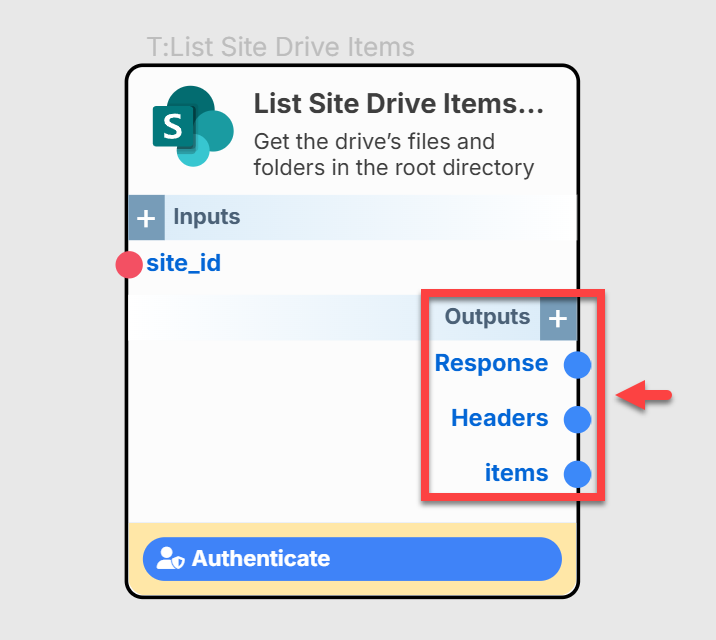 T:List Site Drive Items
S
List Site Drive Items...
Get the drive’s files and
folders in the root directory
+ Inputs
site_id
Outputs +
Response
Headers
items
Authenticate